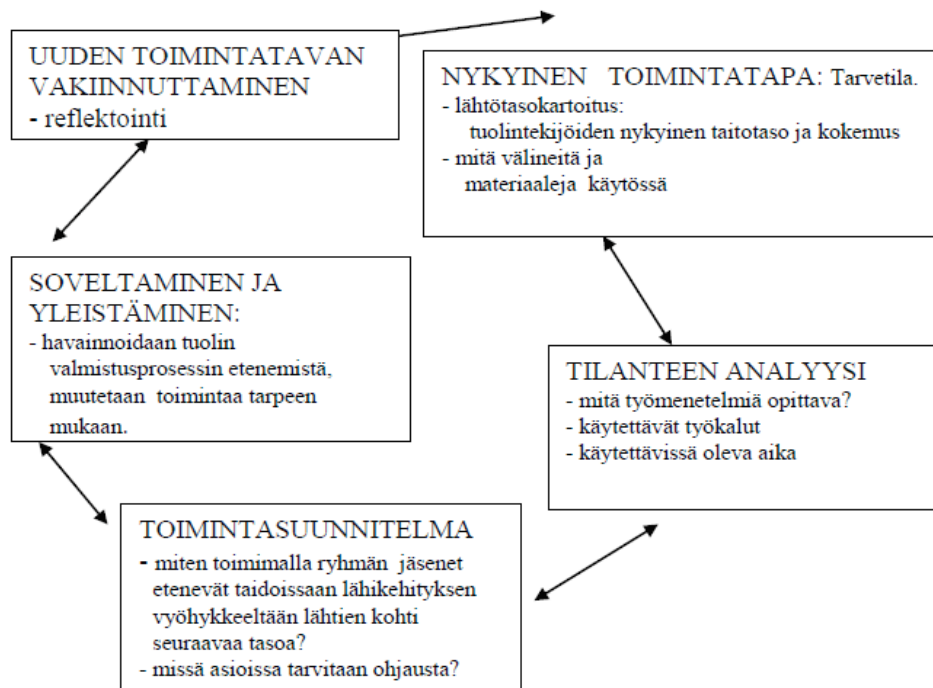 UUDEN TOIMINTATAVAN
VAKIINNUTTAMINEN
- reflektointi
NYKYINEN TOIMINTATAPA: Tarvetila.
- lähtötasokartoitus:
tuolintekijöiden nykyinen taitotaso ja kokemus
- mitä välineitä ja
materiaaleja käytössä
TILANTEEN ANALYYSI
- mitä työmenetelmiä opittava?
- käytettävät työkalut
- käytettävissä oleva aika
TOIMINTASUUNNITELMA
- miten toimimalla ryhmän jäsenet
etenevät taidoissaan lähikehityksen
vyöhykkeeltään lähtien kohti
seuraavaa tasoa?
- missä asioissa tarvitaan ohjausta?
SOVELTAMINEN JA
YLEISTÄMINEN:
- havainnoidaan tuolin
valmistusprosessin etenemistä,
muutetaan toimintaa tarpeen
mukaan.